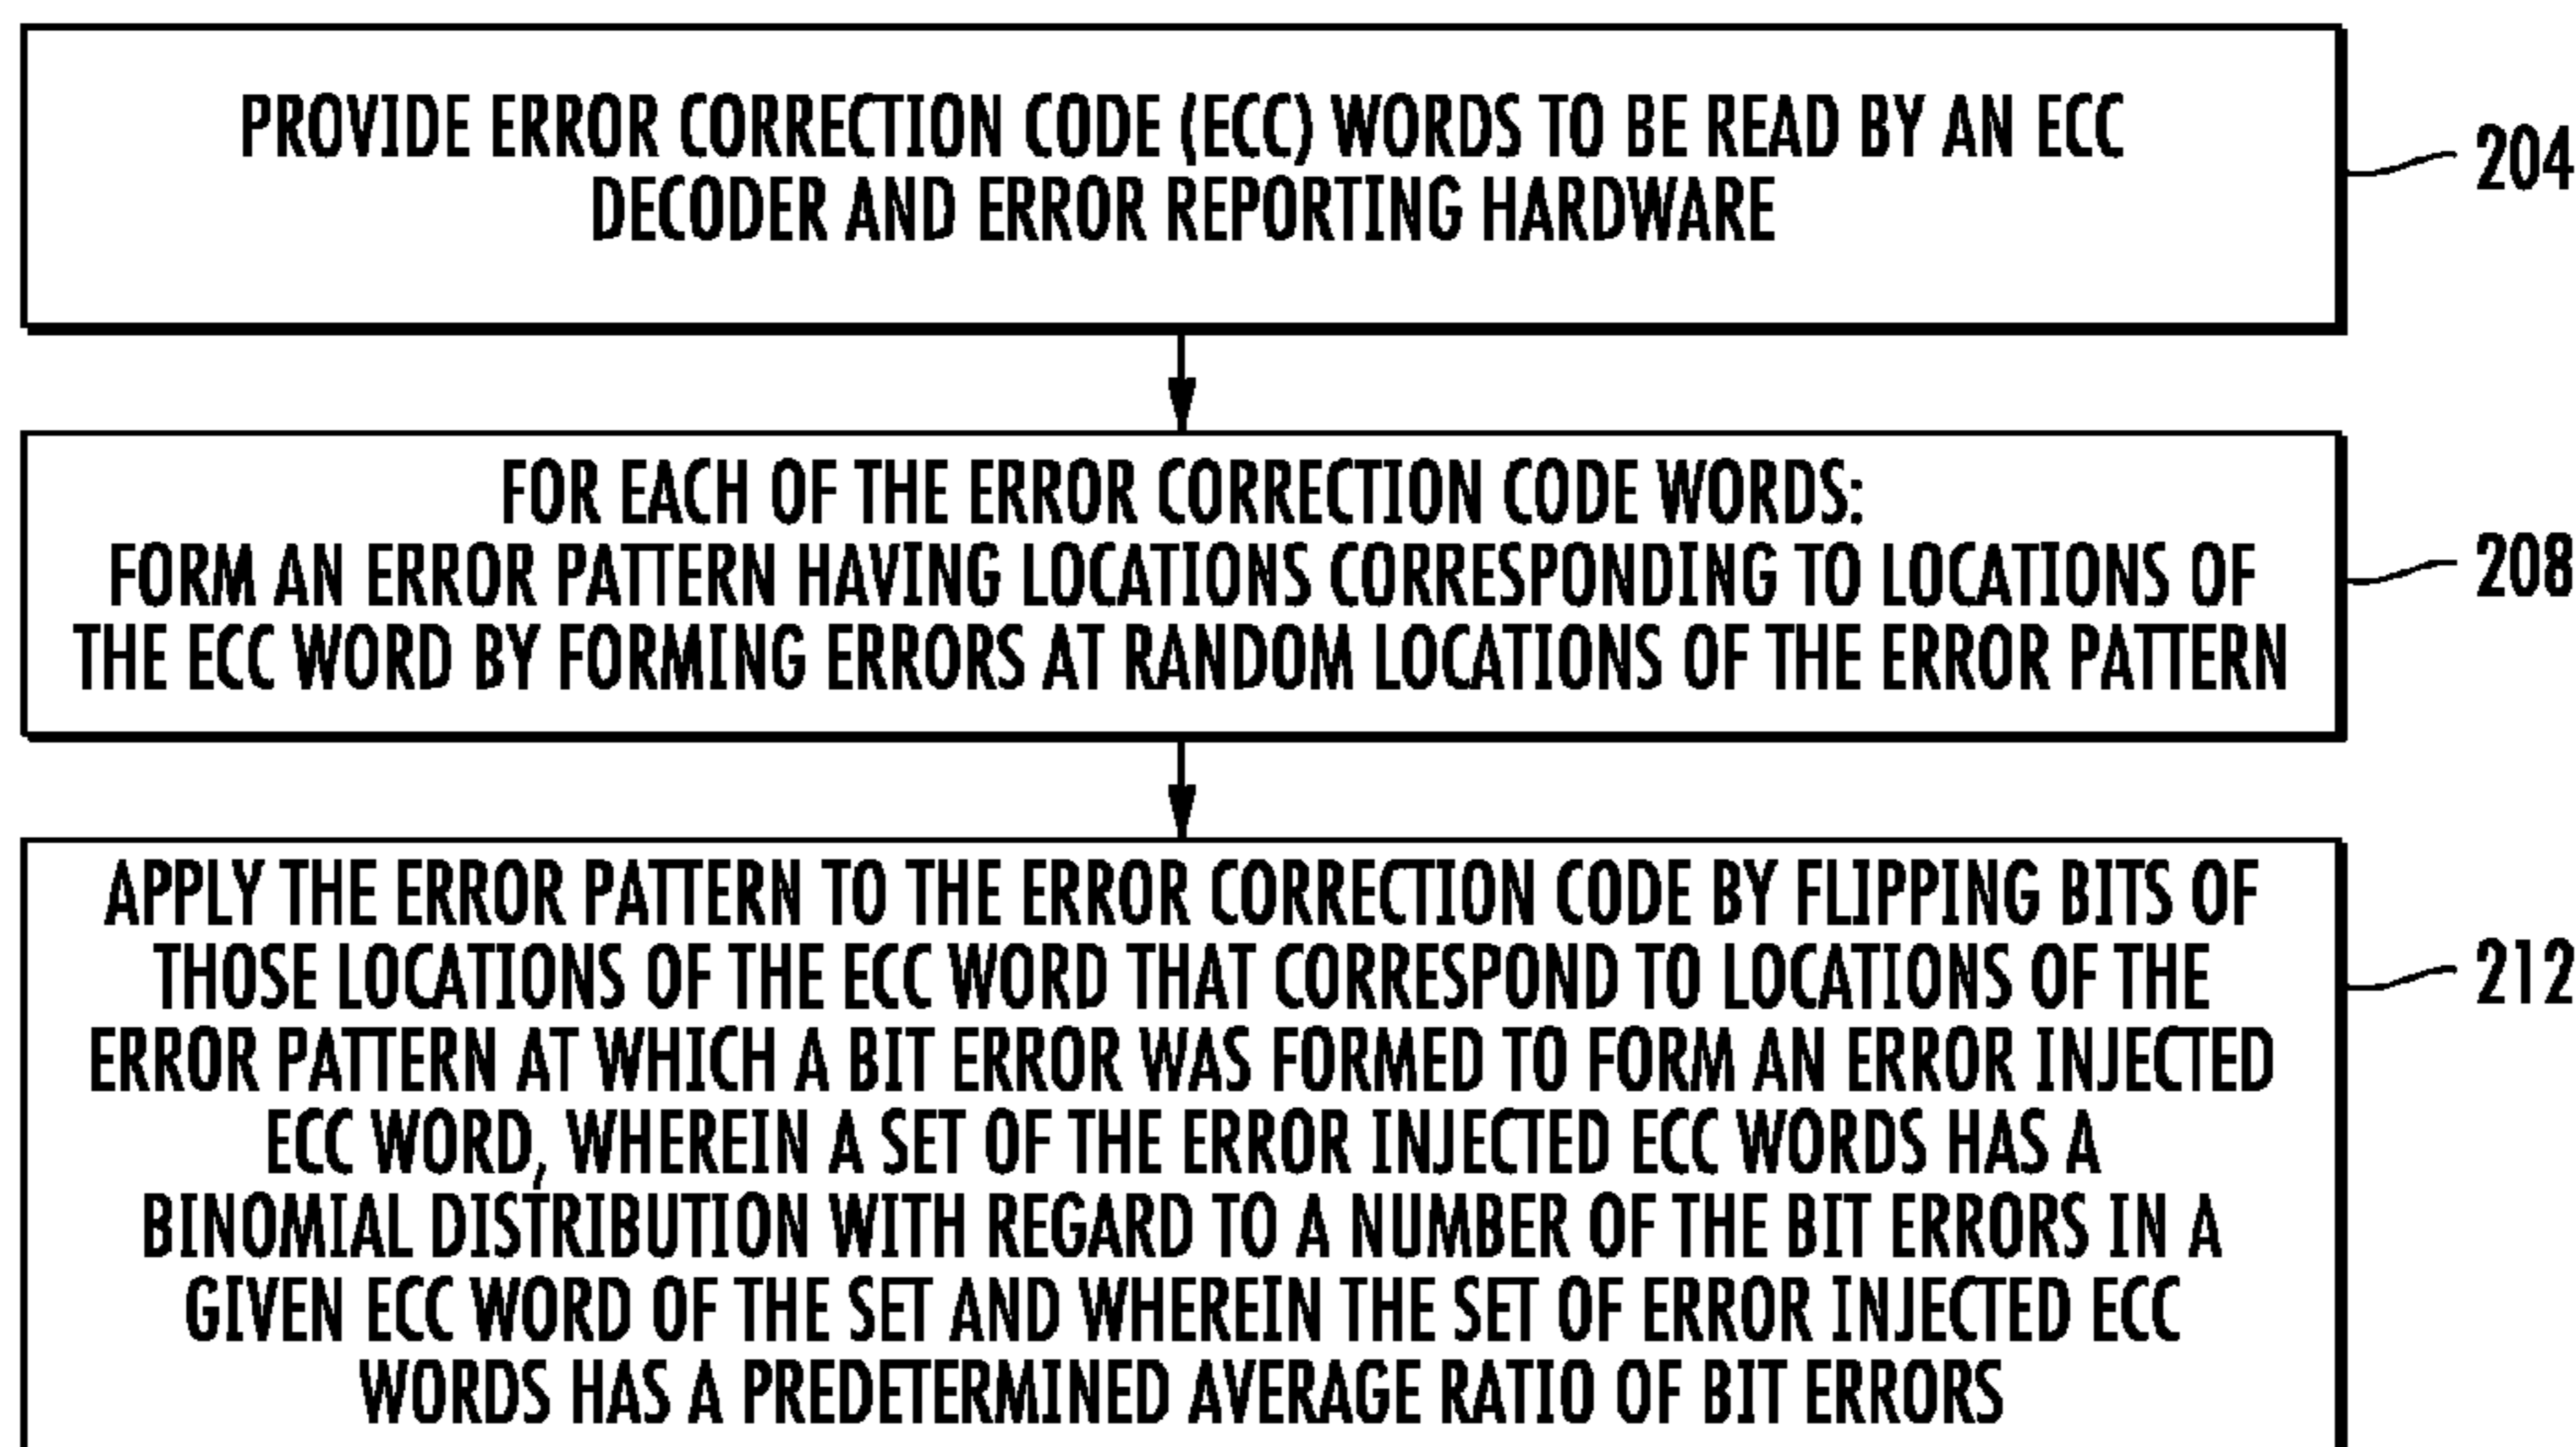 PROVIDE ERROR CORRECTION CODE (ECC) WORDS TO BE READ BY AN ECC
DECODER AND ERROR REPORTING HARDWARE
204
FOR EACH OF THE ERROR CORRECTION CODE WORDS:
FORM AN ERROR PATTERN HAVING LOCATIONS CORRESPONDING TO LOCATIONS OF
THE ECC WORD BY FORMING ERRORS AT RANDOM LOCATIONS OF THE ERROR PATTERN
208
APPLY THE ERROR PATTERN TO THE ERROR CORRECTION CODE BY FLIPPING BITS OF
THOSE LOCATIONS OF THE ECC WORD THAT CORRESPOND TO LOCATIONS OF THE
ERROR PATTERN AT WHICH A BIT ERROR WAS FORMED TO FORM AN ERROR INJECTED
ECC WORD, WHEREIN A SET OF THE ERROR INJECTED ECC WORDS HAS A
BINOMIAL DISTRIBUTION WITH REGARD TO A NUMBER OF THE BIT ERRORS IN A
GIVEN ECC WORD OF THE SET AND WHEREIN THE SET OF ERROR INJECTED ECC
WORDS HAS A PREDETERMINED AVERAGE RATIO OF BIT ERRORS
212